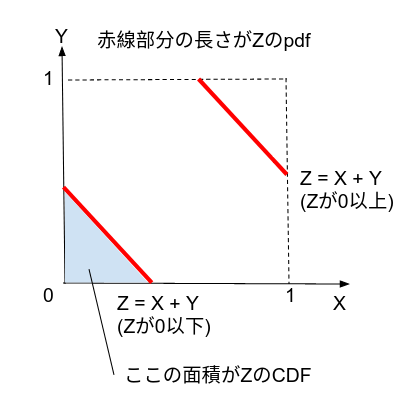 Y
赤線部分の長さがZのpdf
1
Z = X + Y
(Zが0以上)
0
Z = X + Y
(Zが0以下)
1
X
ここの面積がZのCDF